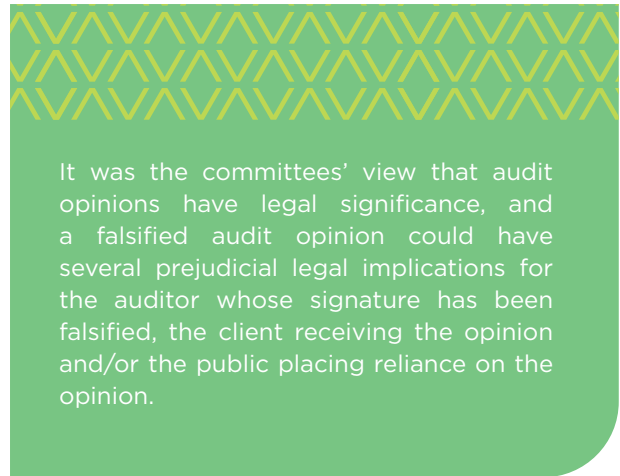 It was the committees’ view that audit
opinions have legal significance, and
a falsified audit opinion could have
several prejudicial legal implications for
the auditor whose signature has been
falsified, the client receiving the opinion
and/or the public placing reliance on the
opinion.